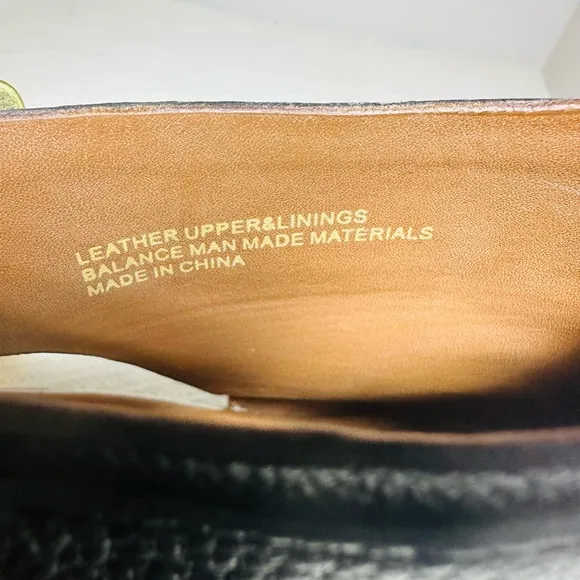 LEATHER UPPER&LININGS
BALANCE MAN MADE MATERIALS
MADE IN CHINA